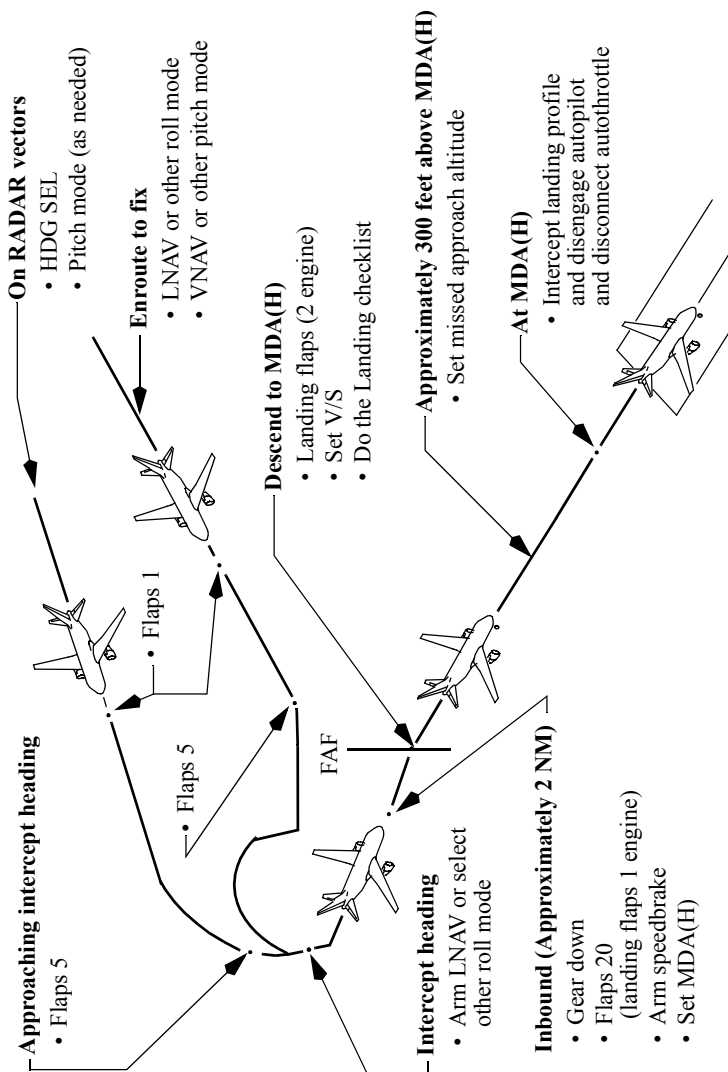 On RADAR vectors
• HDG SEL
• Pitch mode (as needed)
Enroute to fix
• LNAV or other roll mode
• VNAV or other pitch mode
Approaching intercept heading
• Flaps 5
• Flaps 1
• Flaps 5
Descend to MDA(H)
• Landing flaps (2 engine)
• Set V/S
• Do the Landing checklist
FAF
Intercept heading
• Arm LNAV or select
other roll mode
Approximately 300 feet above MDA(H)
• Set missed approach altitude
Inbound (Approximately 2 NM)
• Gear down
• Flaps 20
(landing flaps 1 engine)
• Arm speedbrake
• Set MDA(H)
At MDA(H)
• Intercept landing profile
and disengage autopilot
and disconnect autothrottle